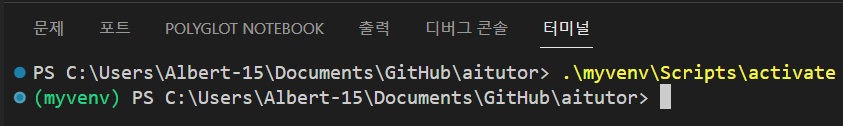 문제 포트 POLYGLOT NOTEBOOK 출력 디버그 콘솔 터미널
PS C:\Users\Albert-15\Documents\GitHub\aitutor> .\myvenv\Scripts\activate
(myvenv) PS C:\Users\Albert-15\Documents\GitHub\aitutor>